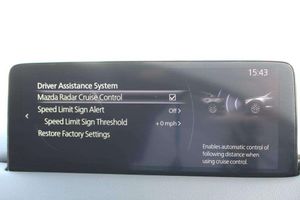 15:43
Driver Assistance System
Mazda Radar Cruise Control
Speed Limit Sign Alert Off
Speed Limit Sign Threshold +0 mph
Restore Factory Settings
Enables automatic control of
following distance when
using cruise control.